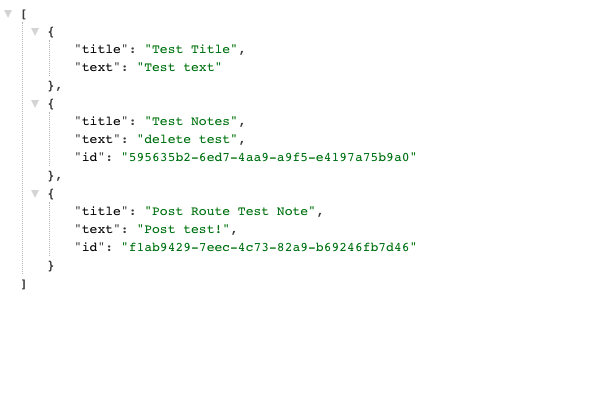 [
{
"title": "Test Title",
"text": "Test text"
},
{
"title": "Test Notes",
"text": "delete test",
"id": "595635b2-6ed7-4aa9-a9f5-e4197a75b9a0"
},
{
"title": "Post Route Test Note",
"text": "Post test!",
"id": "f1ab9429-7eec-4c73-82a9-b69246fb7d46"
}
]